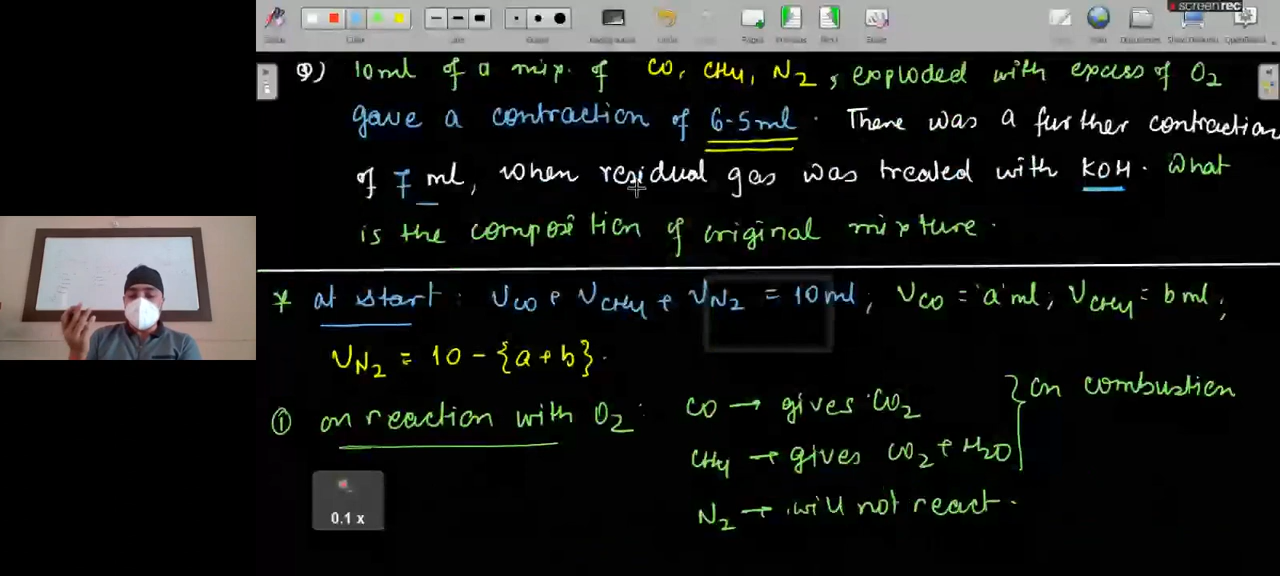 screenrec
③) 10ml of a mix. of CO, CH4, N2, exploded with excess of O2
gave a contraction of 6.5ml. There was a further contraction
of 7 ml, when residual gas was treated with KOH. What
is the composition of original mixture.
* at start: VCO + VCH4 + VN2 = 10ml; VCO = a ml; VCH4 = b ml;
VN2 = 10 - {a+b}.
① on reaction with O2: CO → gives CO2 } on combustion
CH4 → gives CO2 + H2O
N2 → will not react.
0.1 x